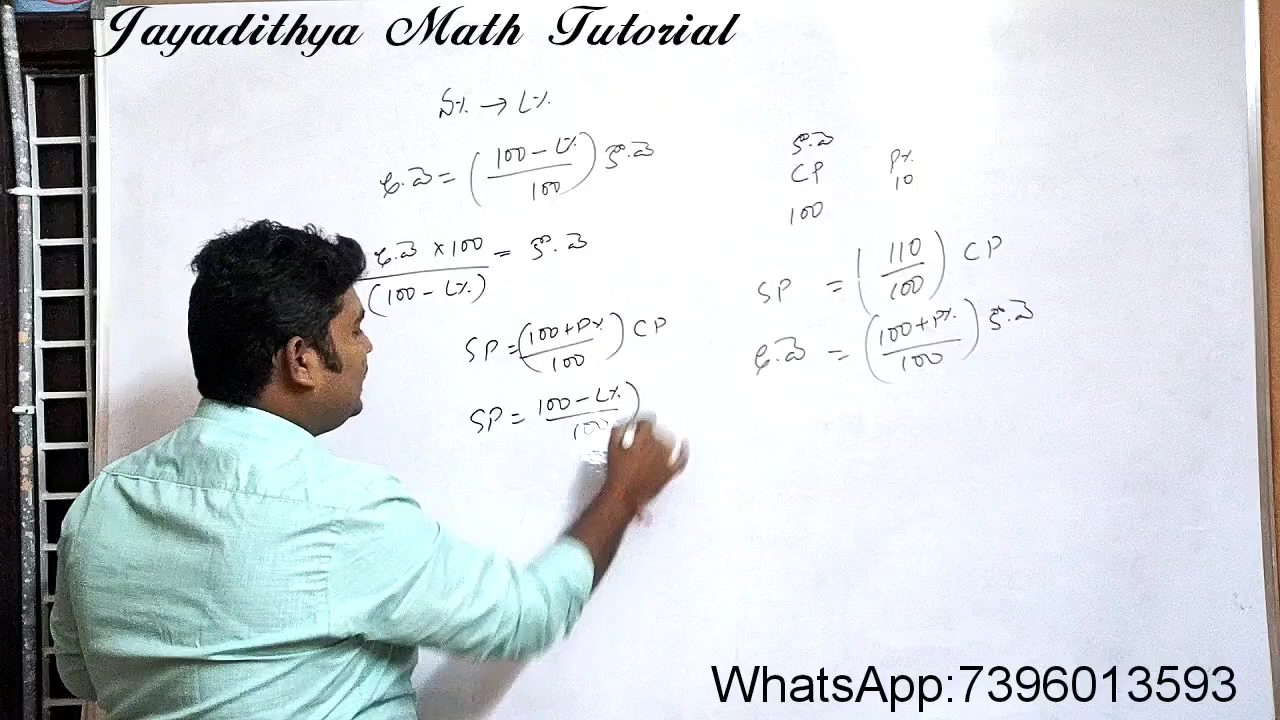 Jayadithya Math Tutorial
న% → L%
అ.వె = (100 - L% / 100) కొ.వె
అ.వె × 100 / (100 - L%) = కొ.వె
SP = (100 + P% / 100) CP
SP = 100 - L% / 100)
కొ.వె
CP P%
100 10
SP = (110 / 100) CP
అ.వె = (100 + P% / 100) కొ.వె
WhatsApp:7396013593